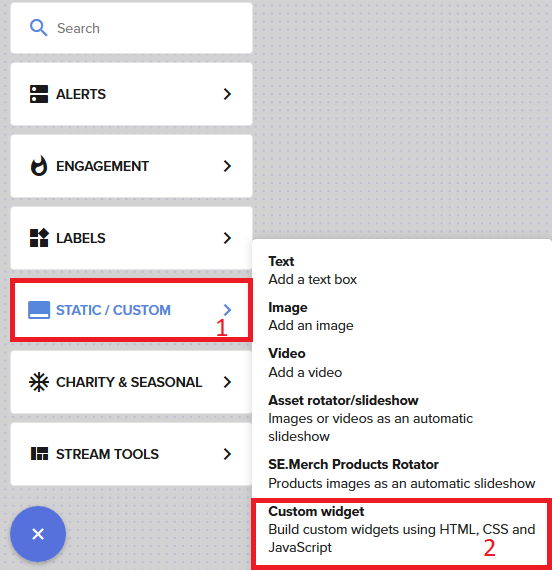 Search
ALERTS
ENGAGEMENT
LABELS
STATIC / CUSTOM
1
CHARITY & SEASONAL
STREAM TOOLS
Text
Add a text box
Image
Add an image
Video
Add a video
Asset rotator/slideshow
Images or videos as an automatic
slideshow
SE.Merch Products Rotator
Products images as an automatic slideshow
Custom widget
Build custom widgets using HTML, CSS and
JavaScript
2